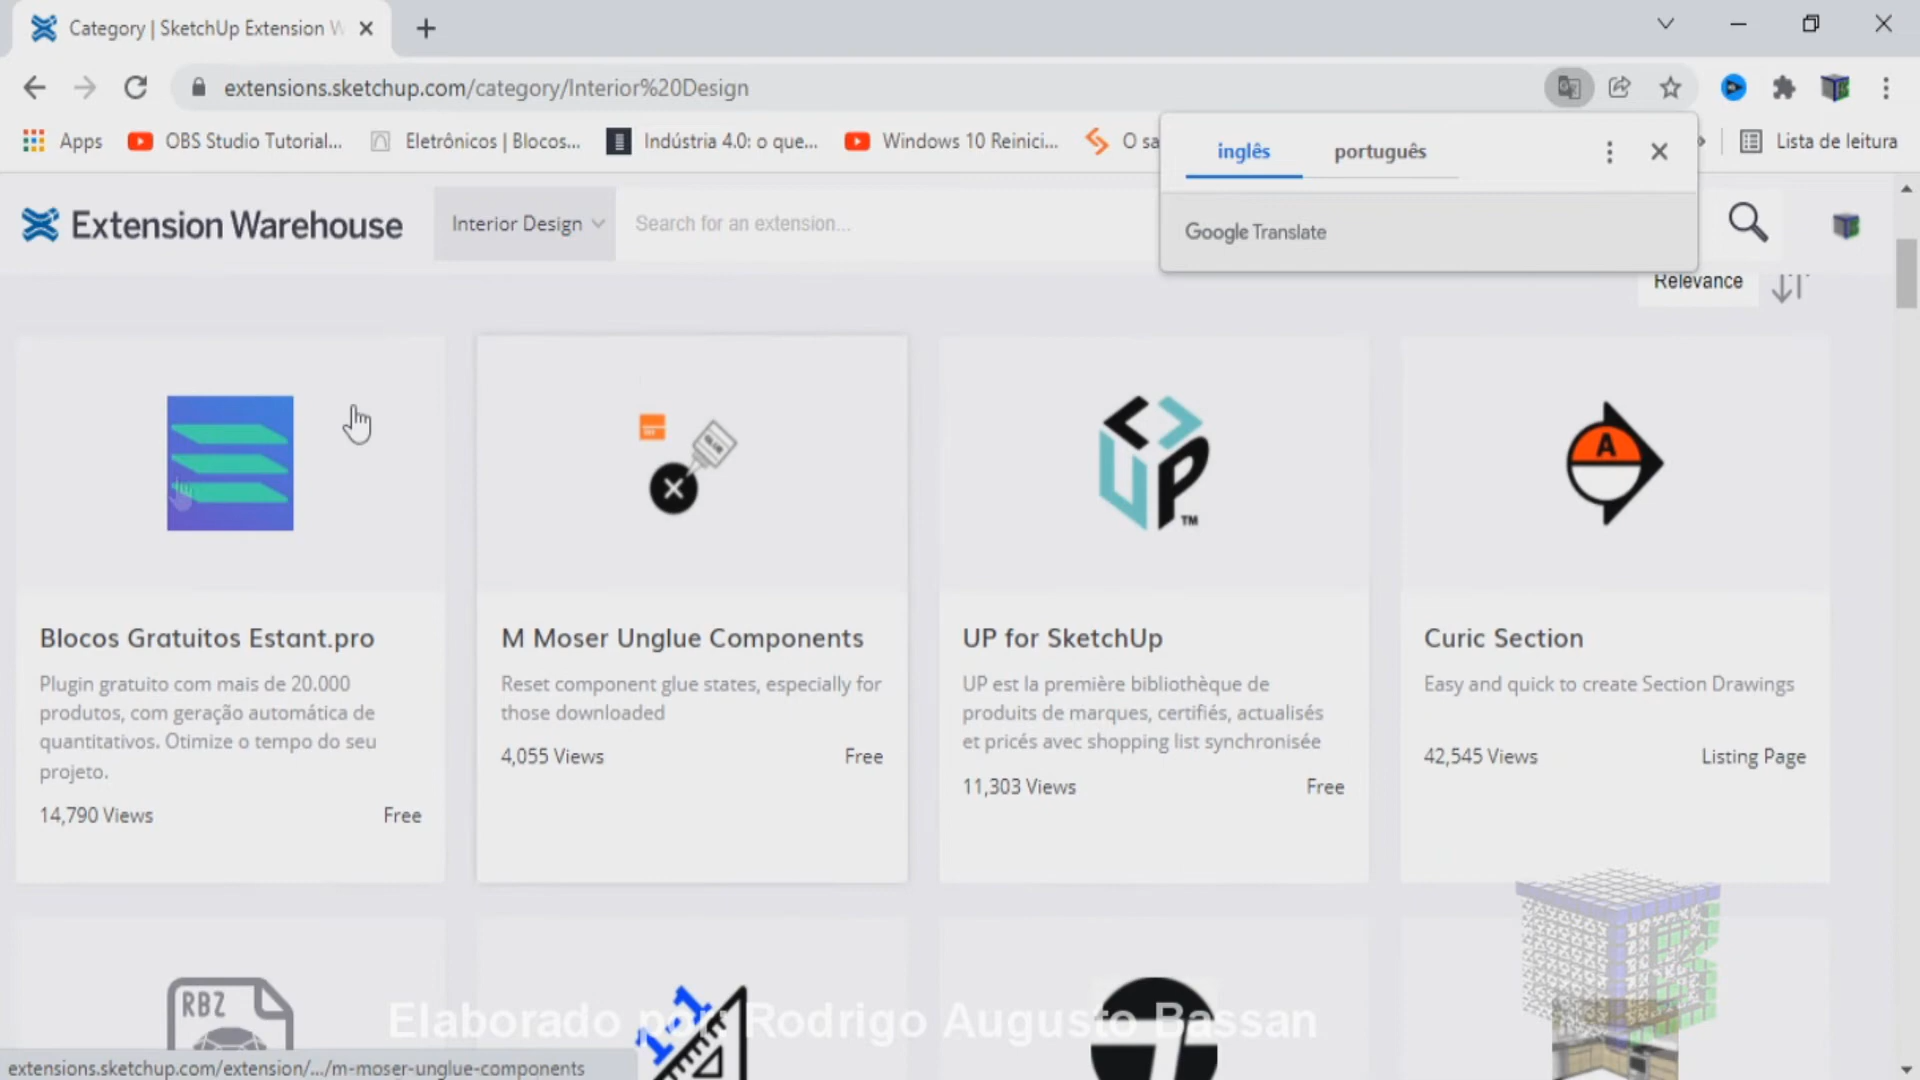 Category | SketchUp Extension W
extensions.sketchup.com/category/Interior%20Design
Apps
OBS Studio Tutorial...
Eletrônicos | Blocos...
Indústria 4.0: o que...
Windows 10 Reinici...
O sa
Lista de leitura
inglês
português
Google Translate
Extension Warehouse
Interior Design
Search for an extension...
Relevance
UP
TM
A
Blocos Gratuitos Estant.pro
Plugin gratuito com mais de 20.000
produtos, com geração automática de
quantitativos. Otimize o tempo do seu
projeto.
14,790 Views
Free
M Moser Unglue Components
Reset component glue states, especially for
those downloaded
4,055 Views
Free
UP for SketchUp
UP est la première bibliothèque de
produits de marques, certifiés, actualisés
et pricés avec shopping list synchronisée
11,303 Views
Free
Curic Section
Easy and quick to create Section Drawings
42,545 Views
Listing Page
RBZ
1-1
Elaborado por: Rodrigo Augusto Bassan
extensions.sketchup.com/extension/.../m-moser-unglue-components